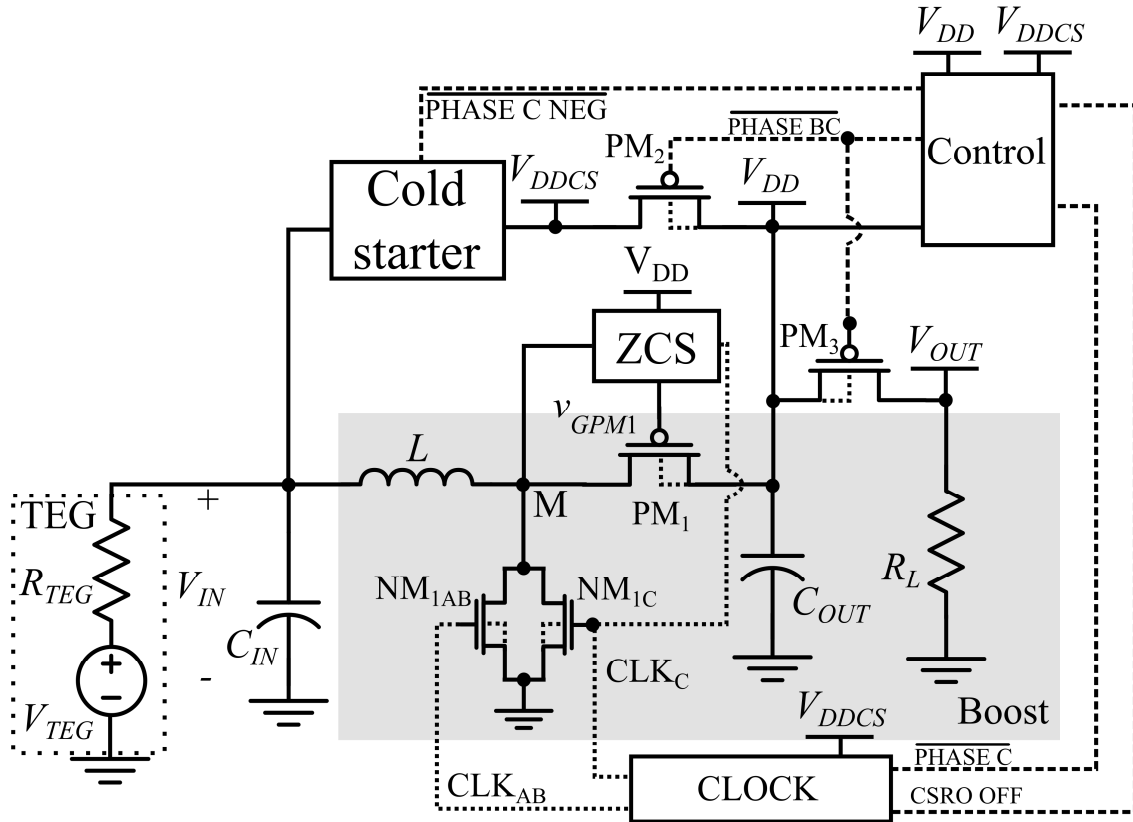 V_DD V_DDCS
PHASE C NEG
PHASE BC
PM_2
Control
Cold
starter
V_DDCS
V_DD
V_DD
ZCS
PM_3
V_OUT
v_GPM1
L
M
PM_1
TEG
+
R_TEG
V_IN
NM_1AB
NM_1C
C_OUT
R_L
C_IN
-
CLK_C
+
-
V_TEG
V_DDCS
Boost
PHASE C
CLK_AB
CLOCK
CSRO OFF